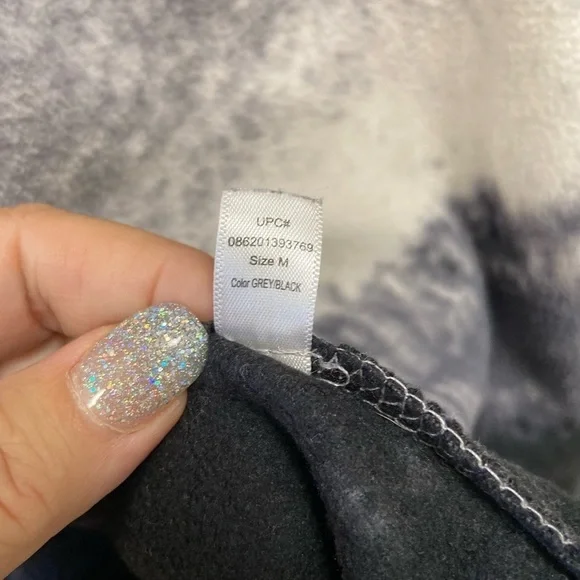 UPC#
086201393769
Size M
Color GREY/BLACK